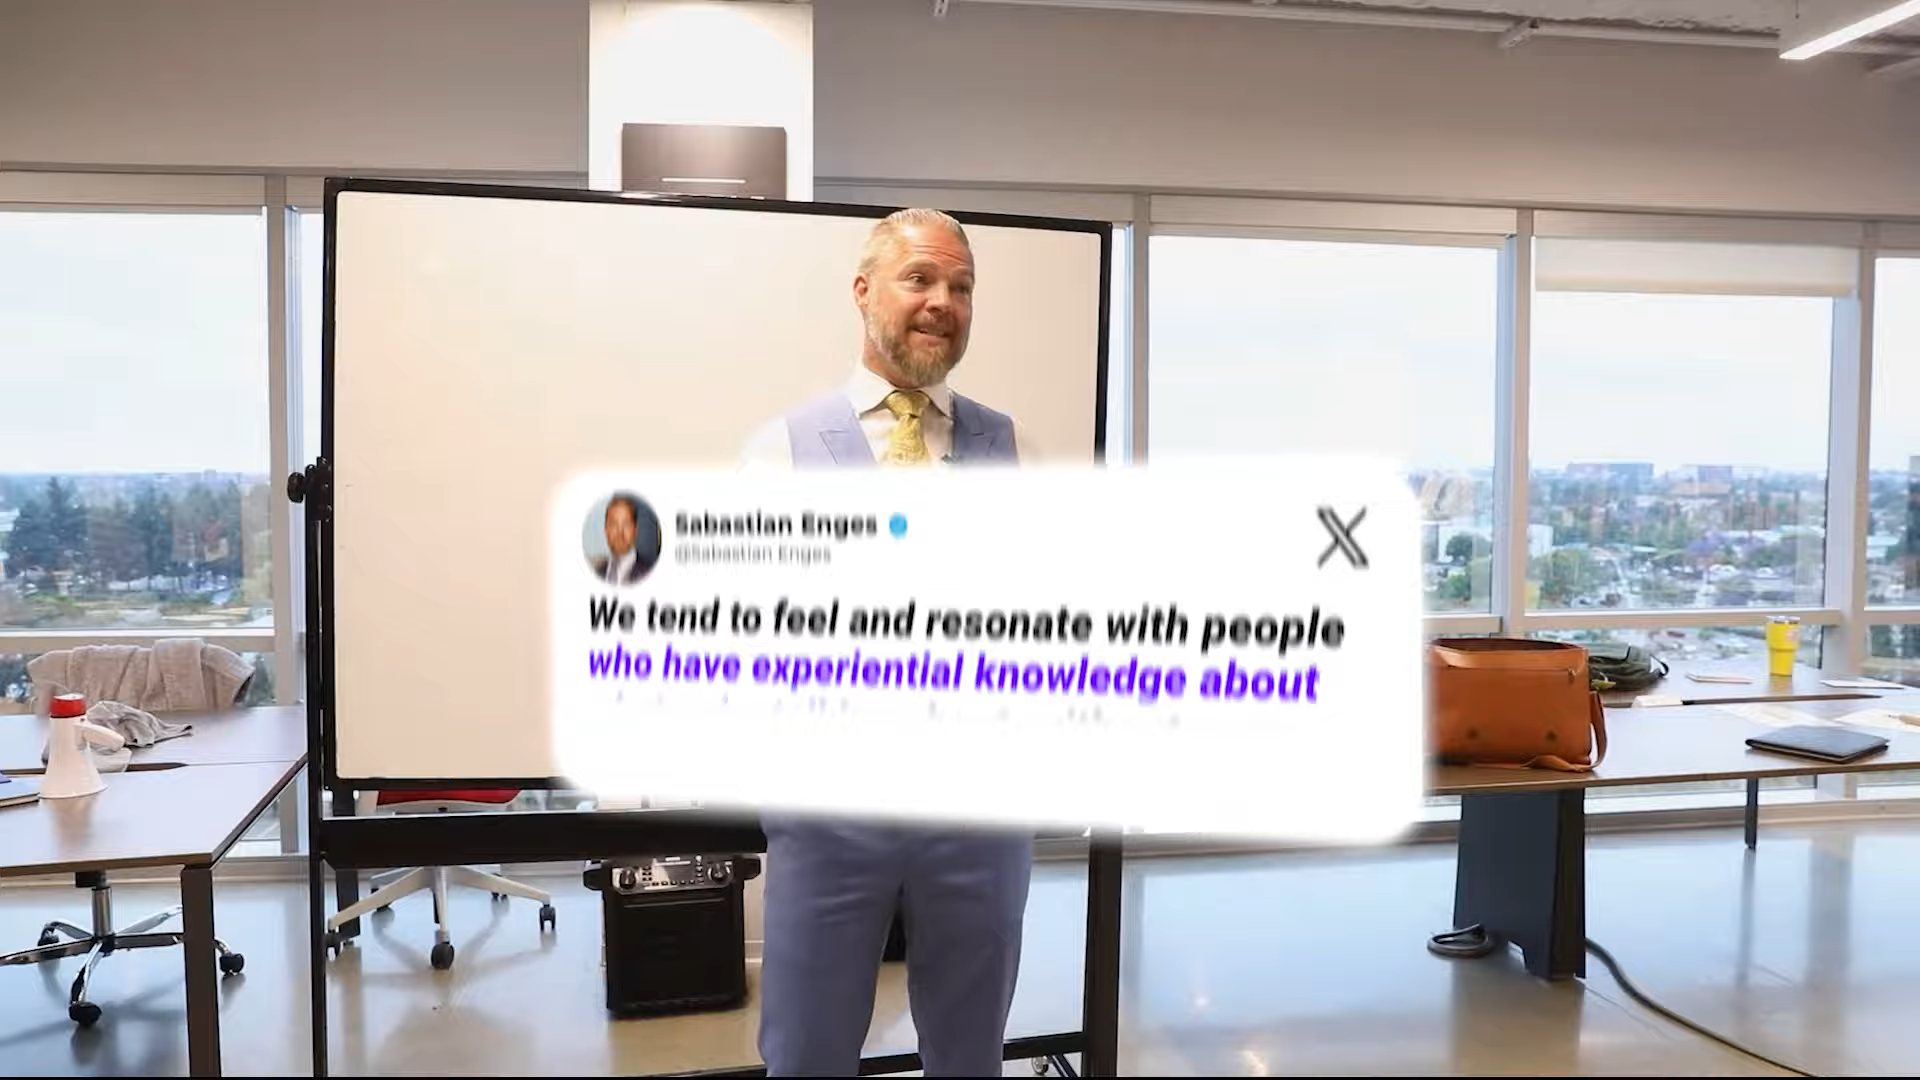 Sabastian Enges
@Sabastian Enges
We tend to feel and resonate with people
who have experiential knowledge about